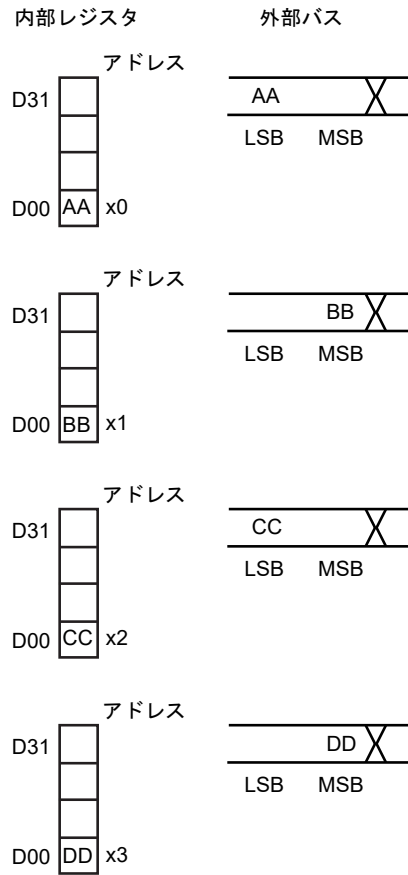 内部レジスタ 外部バス
アドレス
D31 AA
LSB MSB
D00 AA x0
アドレス
D31 BB
LSB MSB
D00 BB x1
アドレス
D31 CC
LSB MSB
D00 CC x2
アドレス
D31 DD
LSB MSB
D00 DD x3